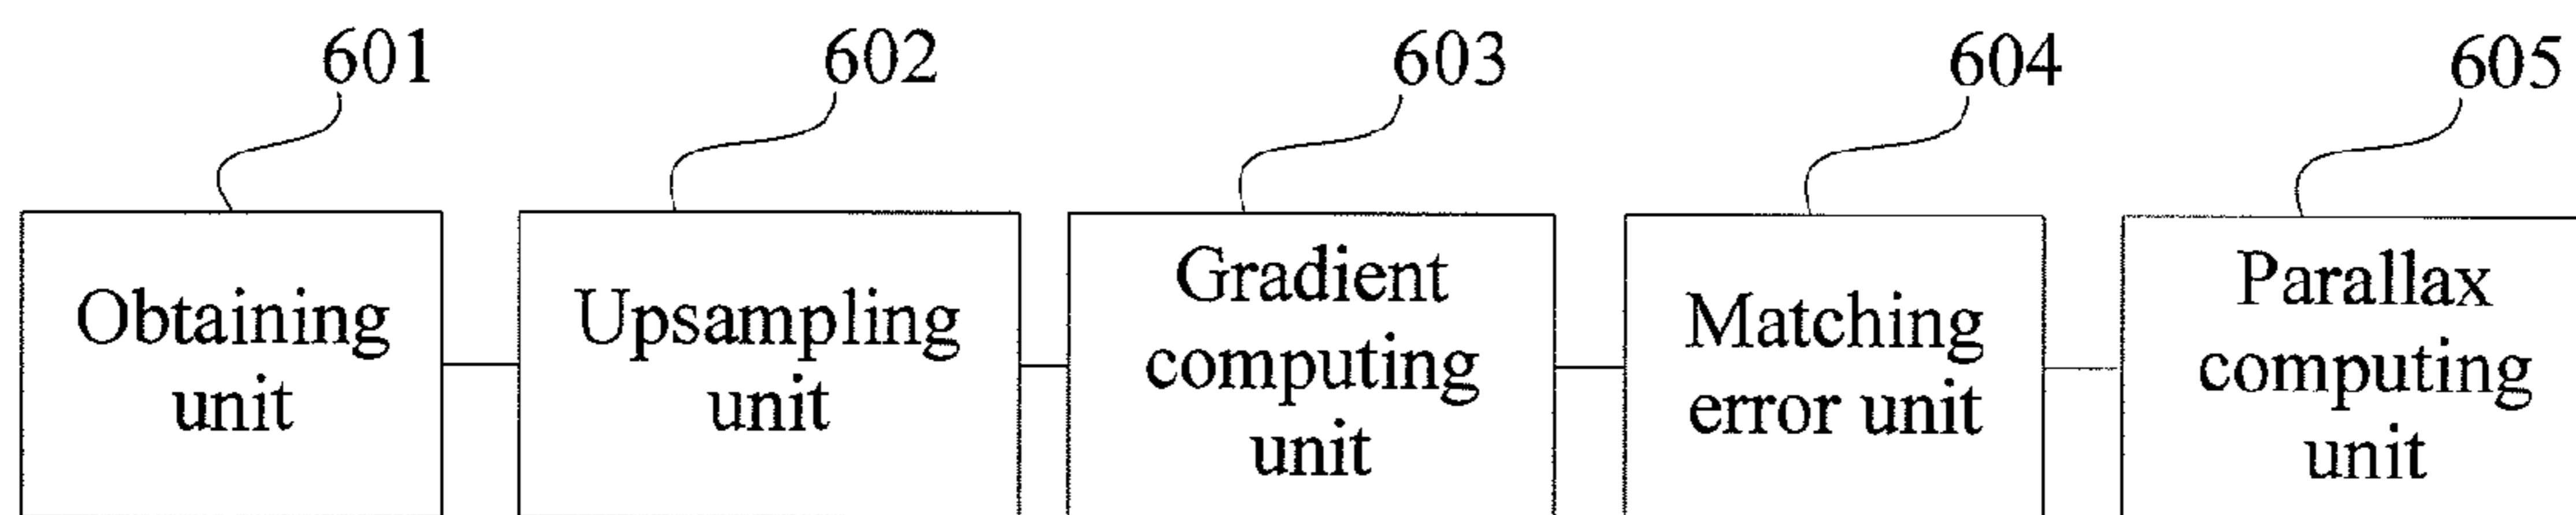 601 602 603 604 605
Obtaining
unit
Upsampling
unit
Gradient
computing
unit
Matching
error unit
Parallax
computing
unit